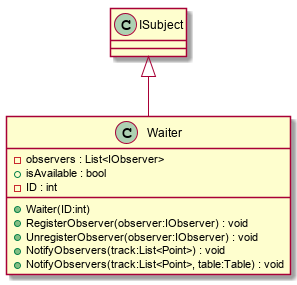 C ISubject
C Waiter
observers : List<IObserver>
isAvailable : bool
ID : int
Waiter(ID:int)
RegisterObserver(observer:IObserver) : void
UnregisterObserver(observer:IObserver) : void
NotifyObservers(track:List<Point>) : void
NotifyObservers(track:List<Point>, table:Table) : void